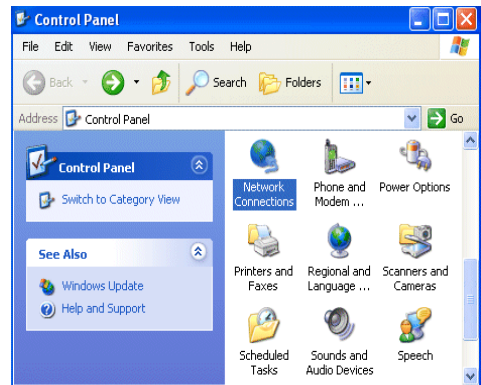 Control Panel
File Edit View Favorites Tools Help
Back Search Folders
Address Control Panel Go
Control Panel
Switch to Category View
See Also
Windows Update
Help and Support
Network Connections
Phone and Modem ...
Power Options
Printers and Faxes
Regional and Language ...
Scanners and Cameras
Scheduled Tasks
Sounds and Audio Devices
Speech